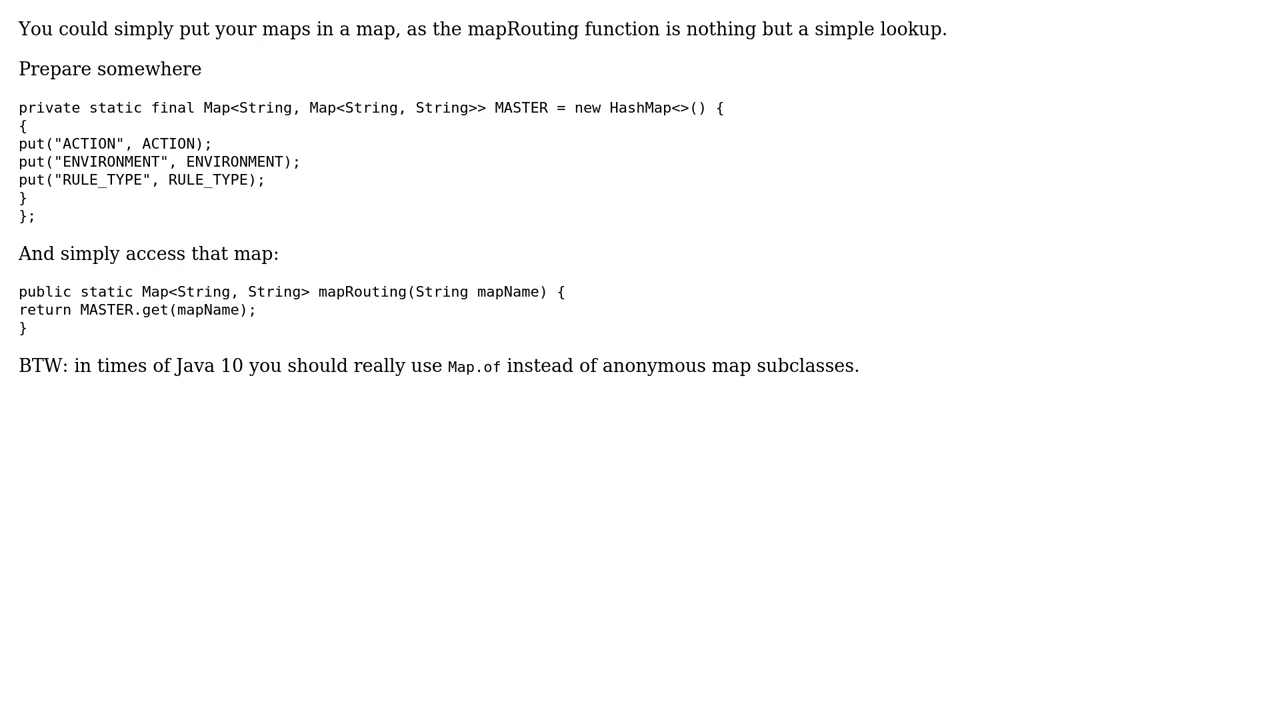 You could simply put your maps in a map, as the mapRouting function is nothing but a simple lookup.
Prepare somewhere
private static final Map<String, Map<String, String>> MASTER = new HashMap<>() {
{
put("ACTION", ACTION);
put("ENVIRONMENT", ENVIRONMENT);
put("RULE_TYPE", RULE_TYPE);
}
};
And simply access that map:
public static Map<String, String> mapRouting(String mapName) {
return MASTER.get(mapName);
}
BTW: in times of Java 10 you should really use Map.of instead of anonymous map subclasses.